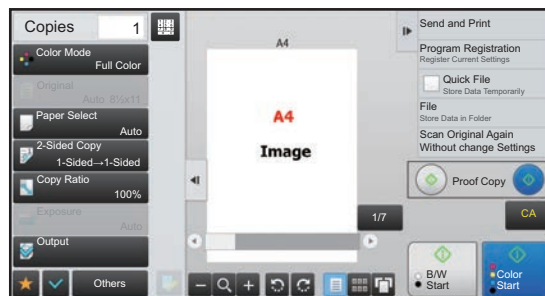 Copies 1
Color Mode
Full Color
Original
Auto 8½x11
Paper Select
Auto
2-Sided Copy
1-Sided→1-Sided
Copy Ratio
100%
Exposure
Auto
Output
Others
A4
A4
Image
1/7
Send and Print
Program Registration
Register Current Settings
Quick File
Store Data Temporarily
File
Store Data in Folder
Scan Original Again
Without change Settings
Proof Copy
CA
B/W
Start
Color
Start